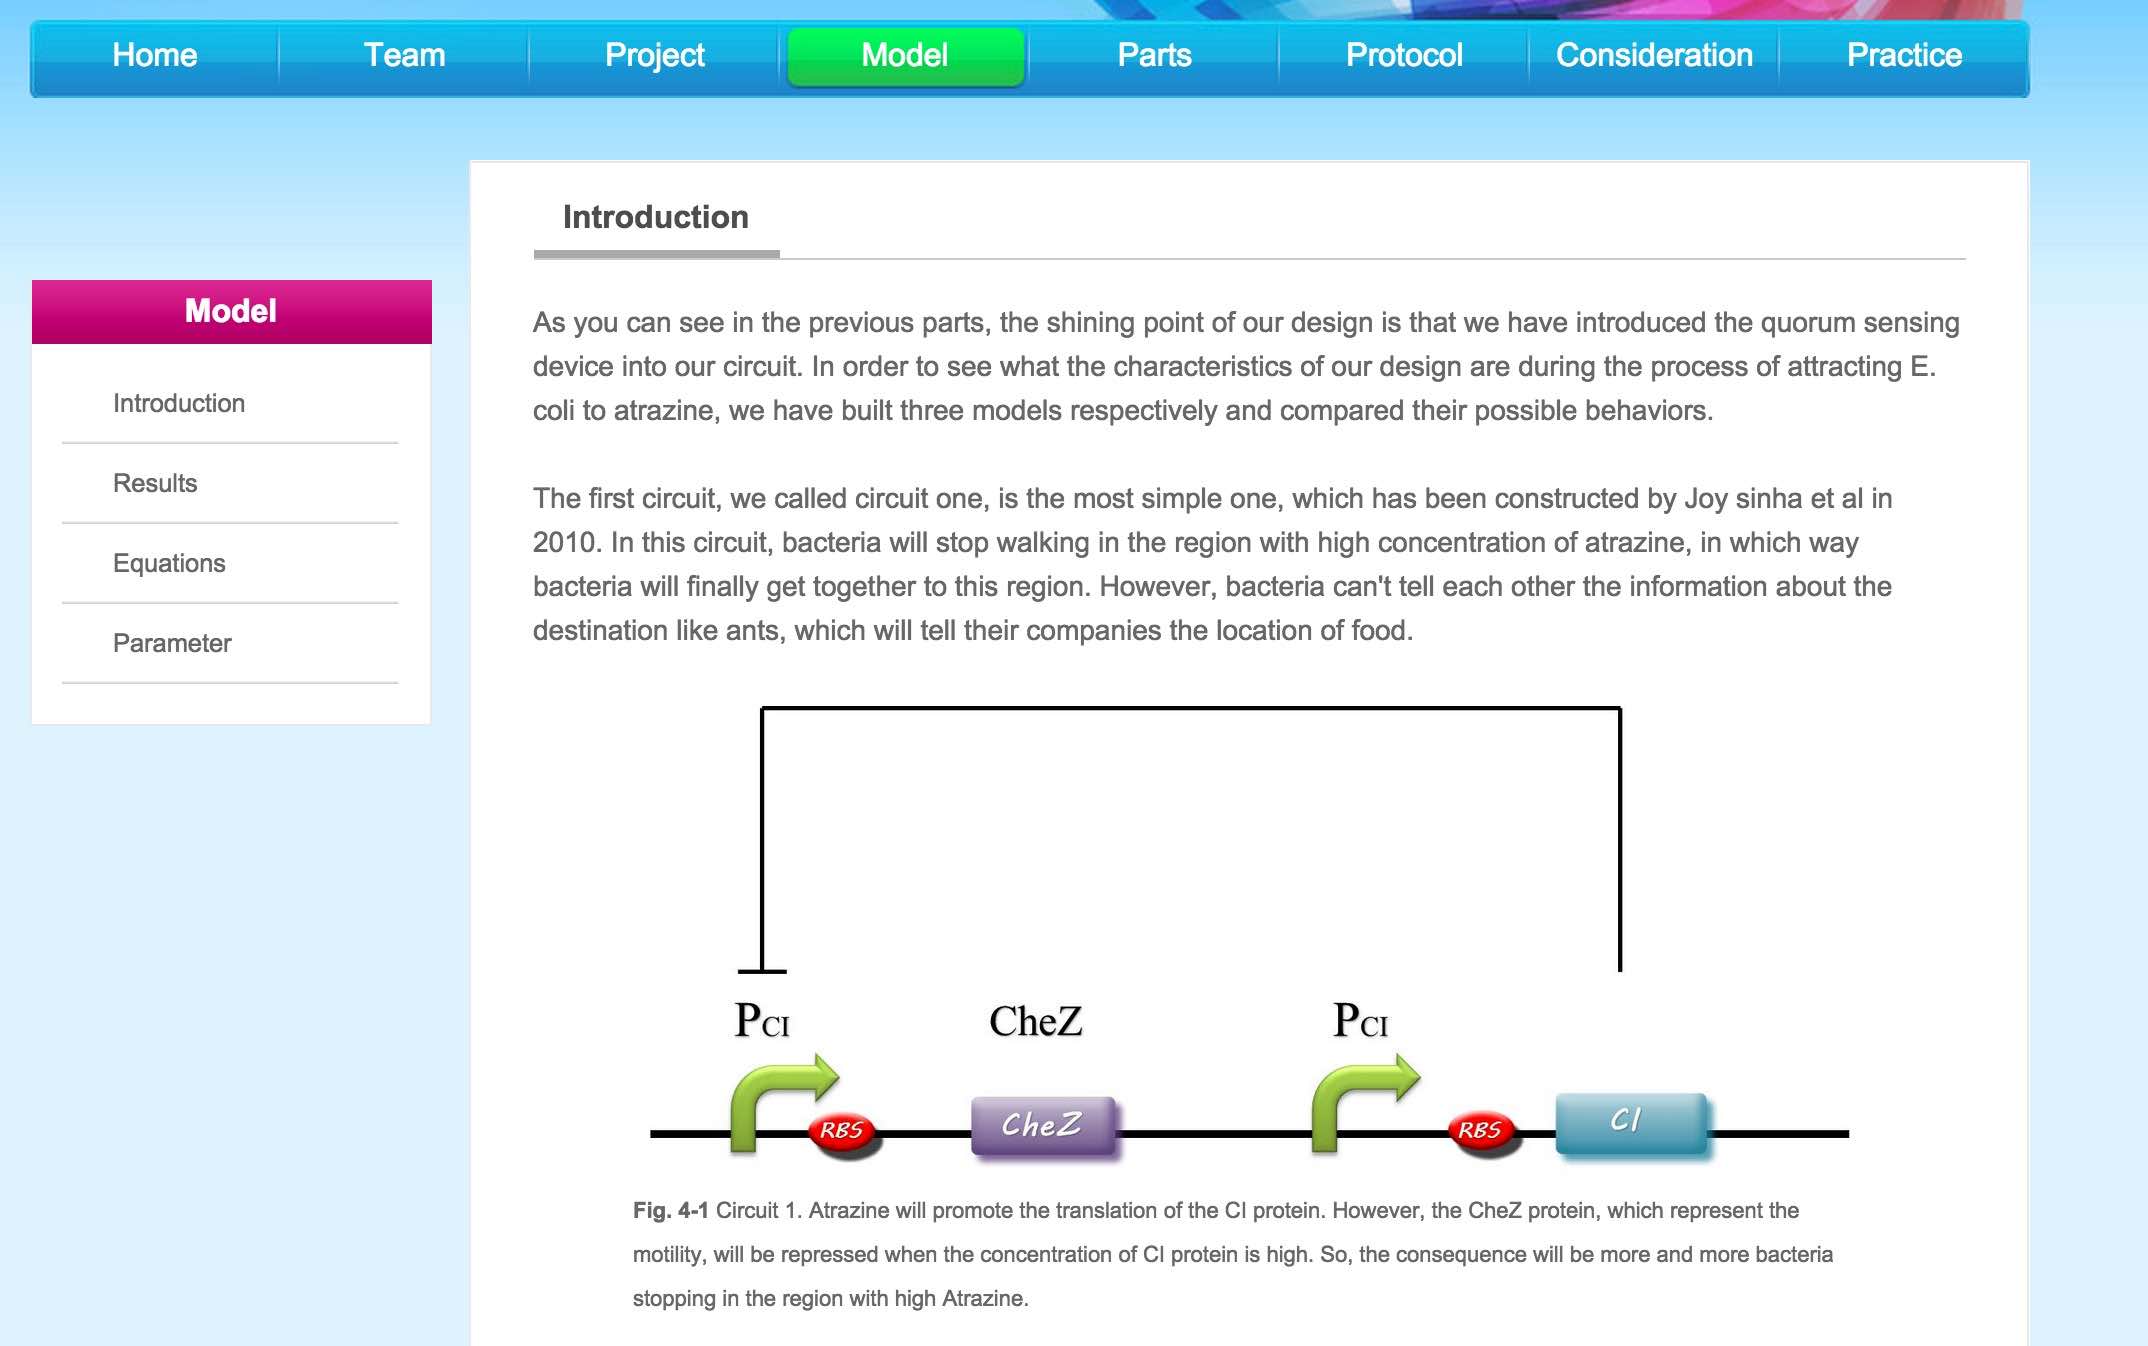 Home Team Project Model Parts Protocol Consideration Practice
Introduction
Model
Introduction
Results
Equations
Parameter
As you can see in the previous parts, the shining point of our design is that we have introduced the quorum sensing
device into our circuit. In order to see what the characteristics of our design are during the process of attracting E.
coli to atrazine, we have built three models respectively and compared their possible behaviors.
The first circuit, we called circuit one, is the most simple one, which has been constructed by Joy sinha et al in
2010. In this circuit, bacteria will stop walking in the region with high concentration of atrazine, in which way
bacteria will finally get together to this region. However, bacteria can't tell each other the information about the
destination like ants, which will tell their companies the location of food.
PCI CheZ PCI
RBS CheZ RBS CI
Fig. 4-1 Circuit 1. Atrazine will promote the translation of the CI protein. However, the CheZ protein, which represent the
motility, will be repressed when the concentration of CI protein is high. So, the consequence will be more and more bacteria
stopping in the region with high Atrazine.